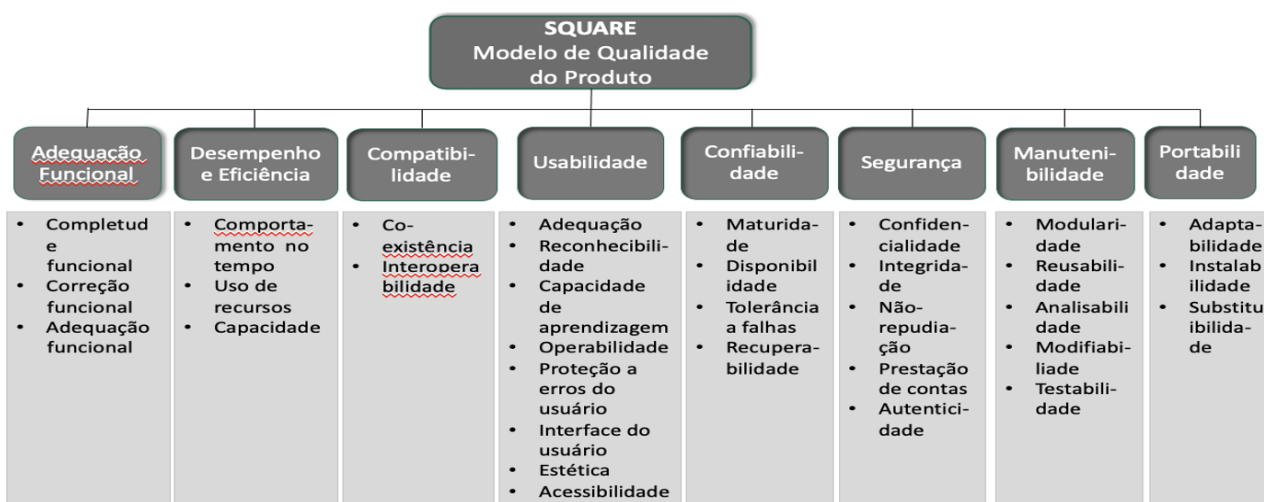 SQUARE
Modelo de Qualidade
do Produto
Adequação
Funcional
Desempenho
e Eficiência
Compatibi-
lidade
Usabilidade
Confiabili-
dade
Segurança
Manuteni-
bilidade
Portabili
dade
• Completud
e
funcional
• Correção
funcional
• Adequação
funcional
• Comporta-
mento no
tempo
• Uso de
recursos
• Capacidade
• Co-
existência
• Interopera
bilidade
• Adequação
• Reconhecibili-
dade
• Capacidade
de
aprendizagem
• Operabilidade
• Proteção a
erros do
usuário
• Interface do
usuário
• Estética
• Acessibilidade
• Maturida-
de
• Disponibil
idade
• Tolerância
a falhas
• Recupera-
bilidade
• Confiden-
cialidade
• Integrida-
de
• Não-
repudia-
ção
• Prestação
de contas
• Autentici-
dade
• Modulari-
dade
• Reusabili-
dade
• Analisabili
dade
• Modifiabi-
liade
• Testabili-
dade
• Adapta-
bilidade
• Instalab
ilidade
• Substitu
ibilida-
de